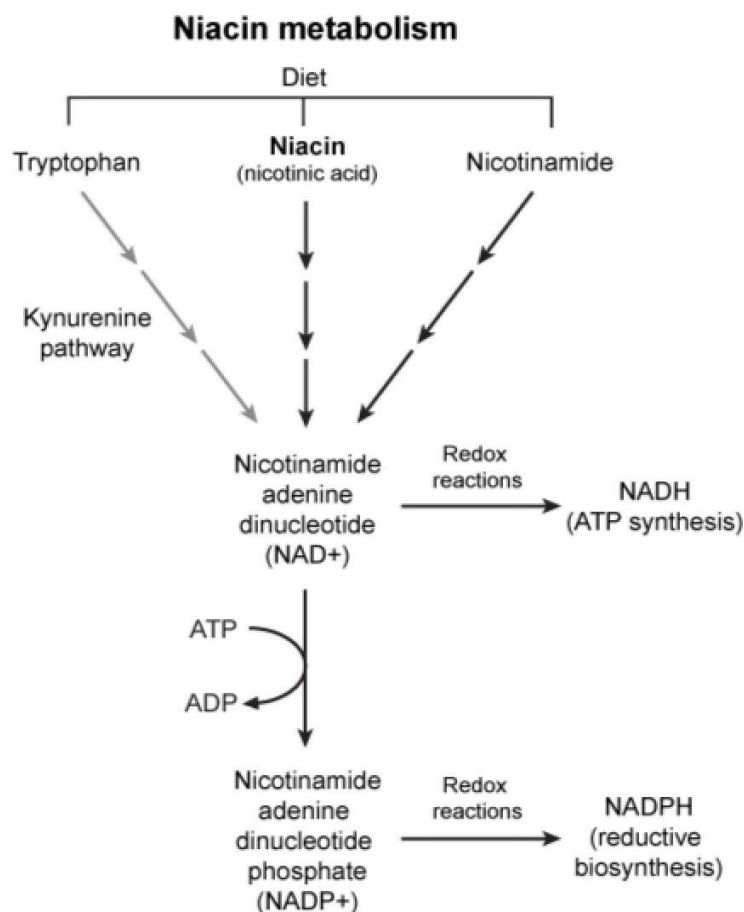 Niacin metabolism
Diet
Tryptophan
Niacin
(nicotinic acid)
Nicotinamide
Kynurenine
pathway
Nicotinamide
adenine
dinucleotide
(NAD+)
Redox
reactions
NADH
(ATP synthesis)
ATP
ADP
Nicotinamide
adenine
dinucleotide
phosphate
(NADP+)
Redox
reactions
NADPH
(reductive
biosynthesis)